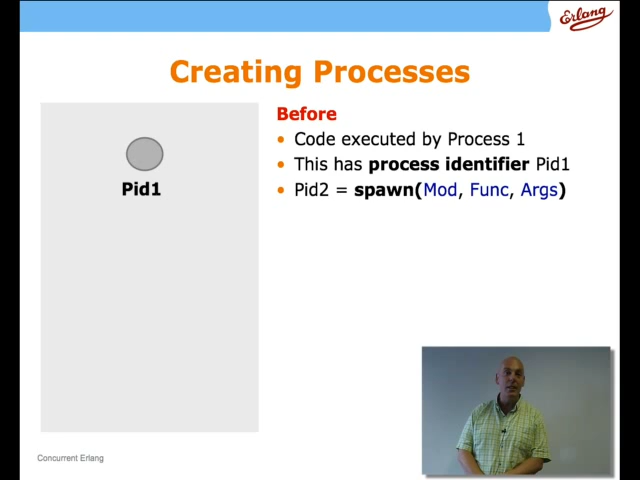 Erlang
Creating Processes
Before
Code executed by Process 1
This has process identifier Pid1
Pid2 = spawn(Mod, Func, Args)
Pid1
Concurrent Erlang